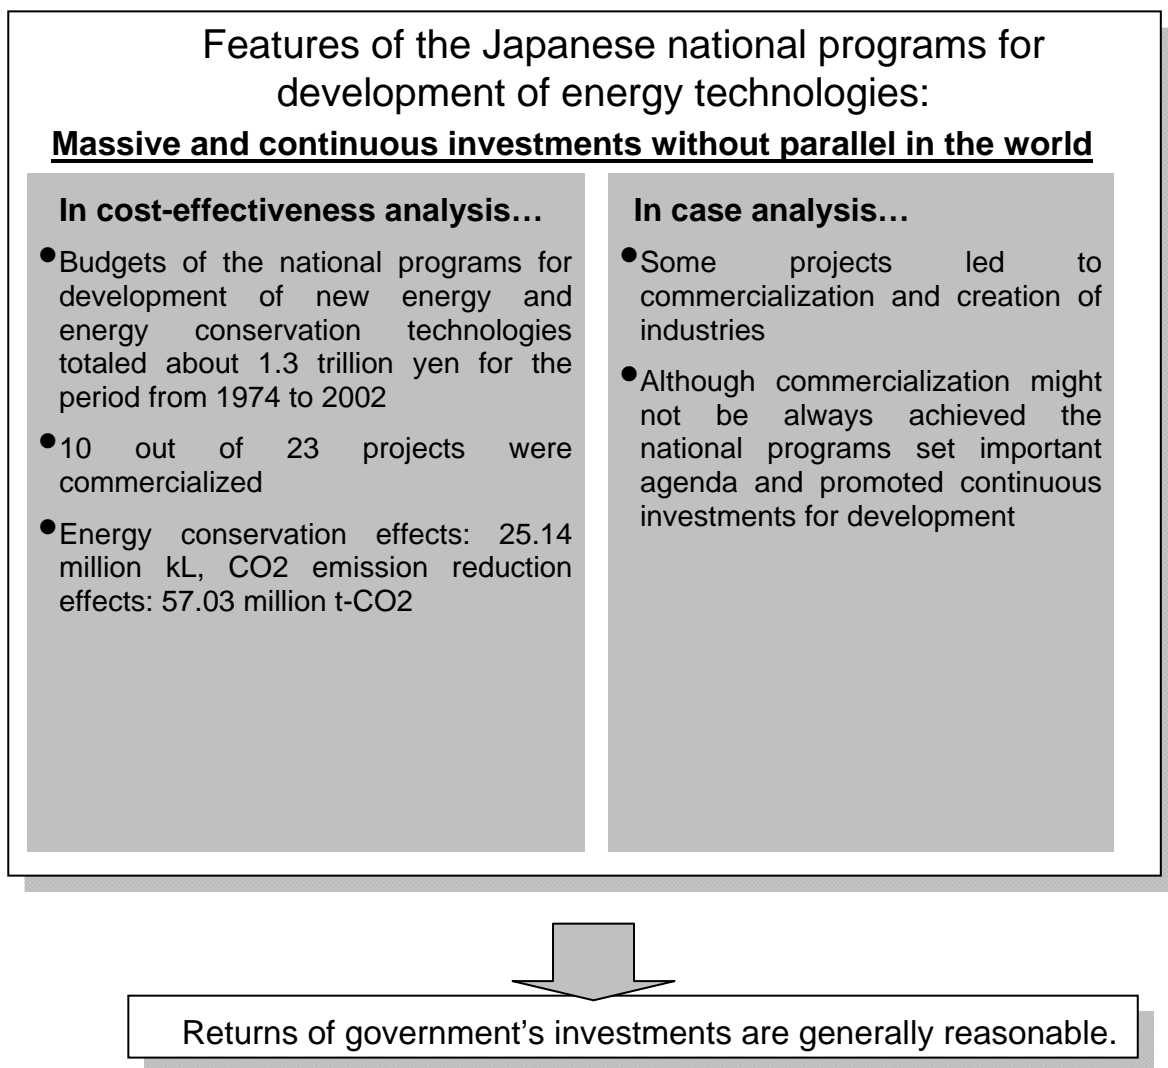 Features of the Japanese national programs for
development of energy technologies:
Massive and continuous investments without parallel in the world
In cost-effectiveness analysis…
•Budgets of the national programs for
development of new energy and
energy conservation technologies
totaled about 1.3 trillion yen for the
period from 1974 to 2002
•10 out of 23 projects were
commercialized
•Energy conservation effects: 25.14
million kL, CO2 emission reduction
effects: 57.03 million t-CO2
In case analysis…
•Some projects led to
commercialization and creation of
industries
•Although commercialization might
not be always achieved the
national programs set important
agenda and promoted continuous
investments for development
Returns of government’s investments are generally reasonable.